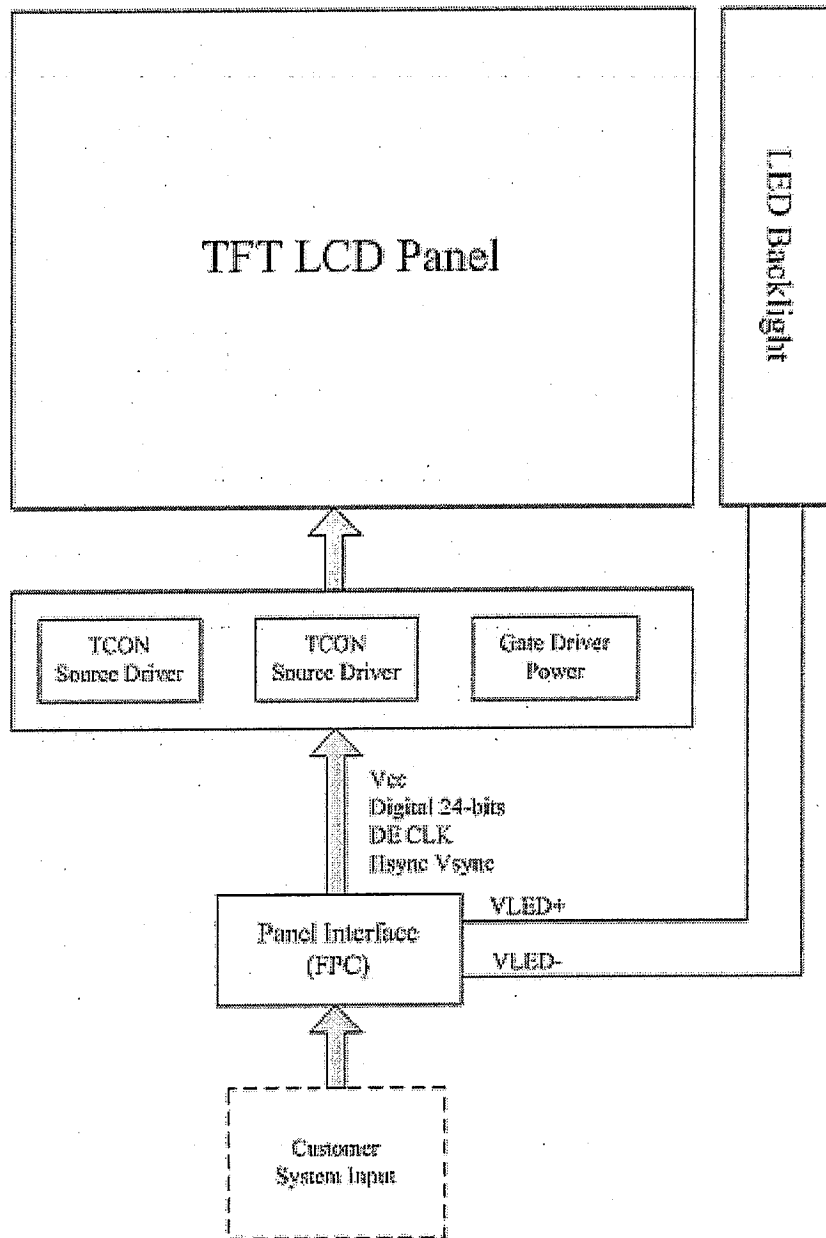 TFT LCD Panel
LED Backlight
TCON
Source Driver
TCON
Source Driver
Gate Driver
Power
Vcc
Digital 24-bits
DE CLK
Hsync Vsync
Panel Interface
(FPC)
VLED+
VLED-
Customer
System Input